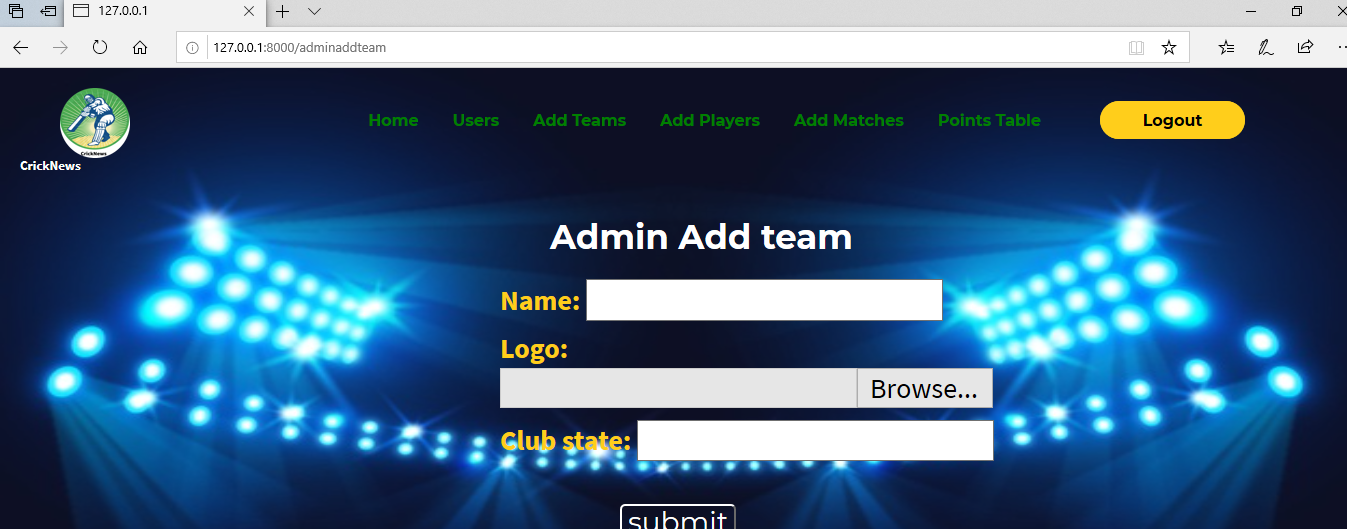 127.0.0.1
127.0.0.1:8000/adminaddteam
CrickNews
CrickNews
Home Users Add Teams Add Players Add Matches Points Table Logout
Admin Add team
Name:
Logo:
Browse...
Club state:
submit